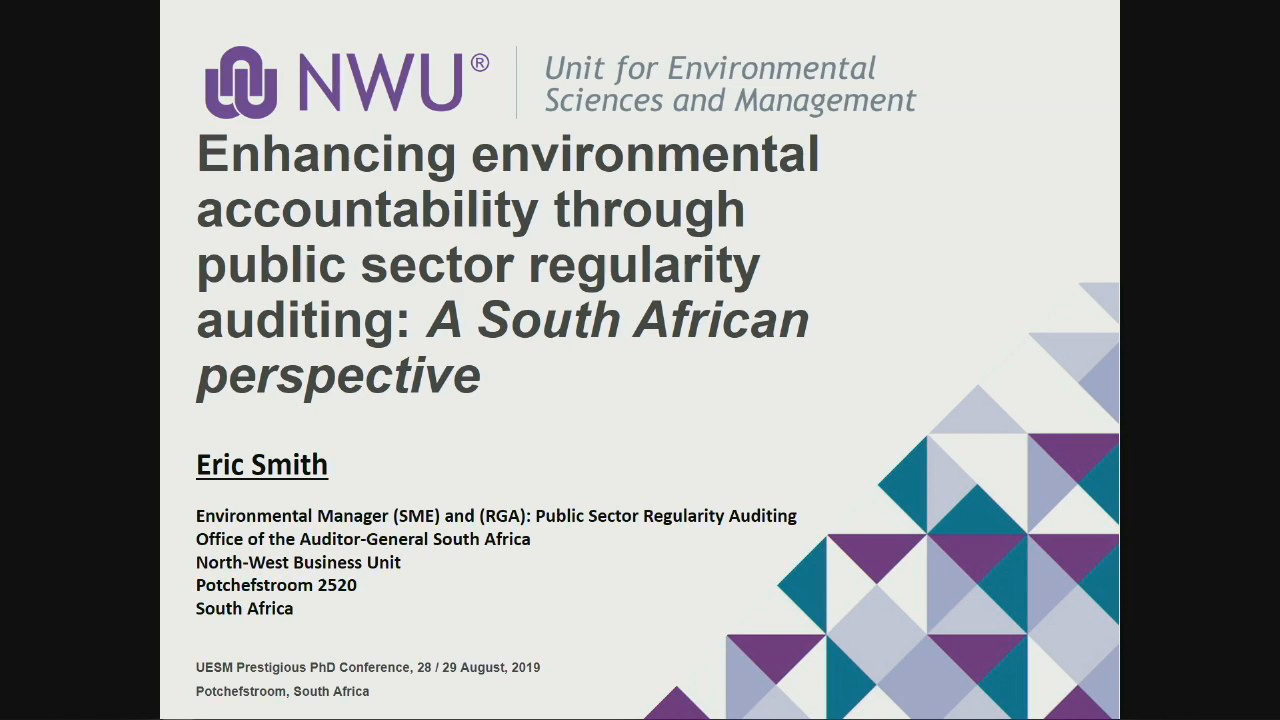 NWU® Unit for Environmental
Sciences and Management
Enhancing environmental
accountability through
public sector regularity
auditing: A South African
perspective
Eric Smith
Environmental Manager (SME) and (RGA): Public Sector Regularity Auditing
Office of the Auditor-General South Africa
North-West Business Unit
Potchefstroom 2520
South Africa
UESM Prestigious PhD Conference, 28 / 29 August, 2019
Potchefstroom, South Africa